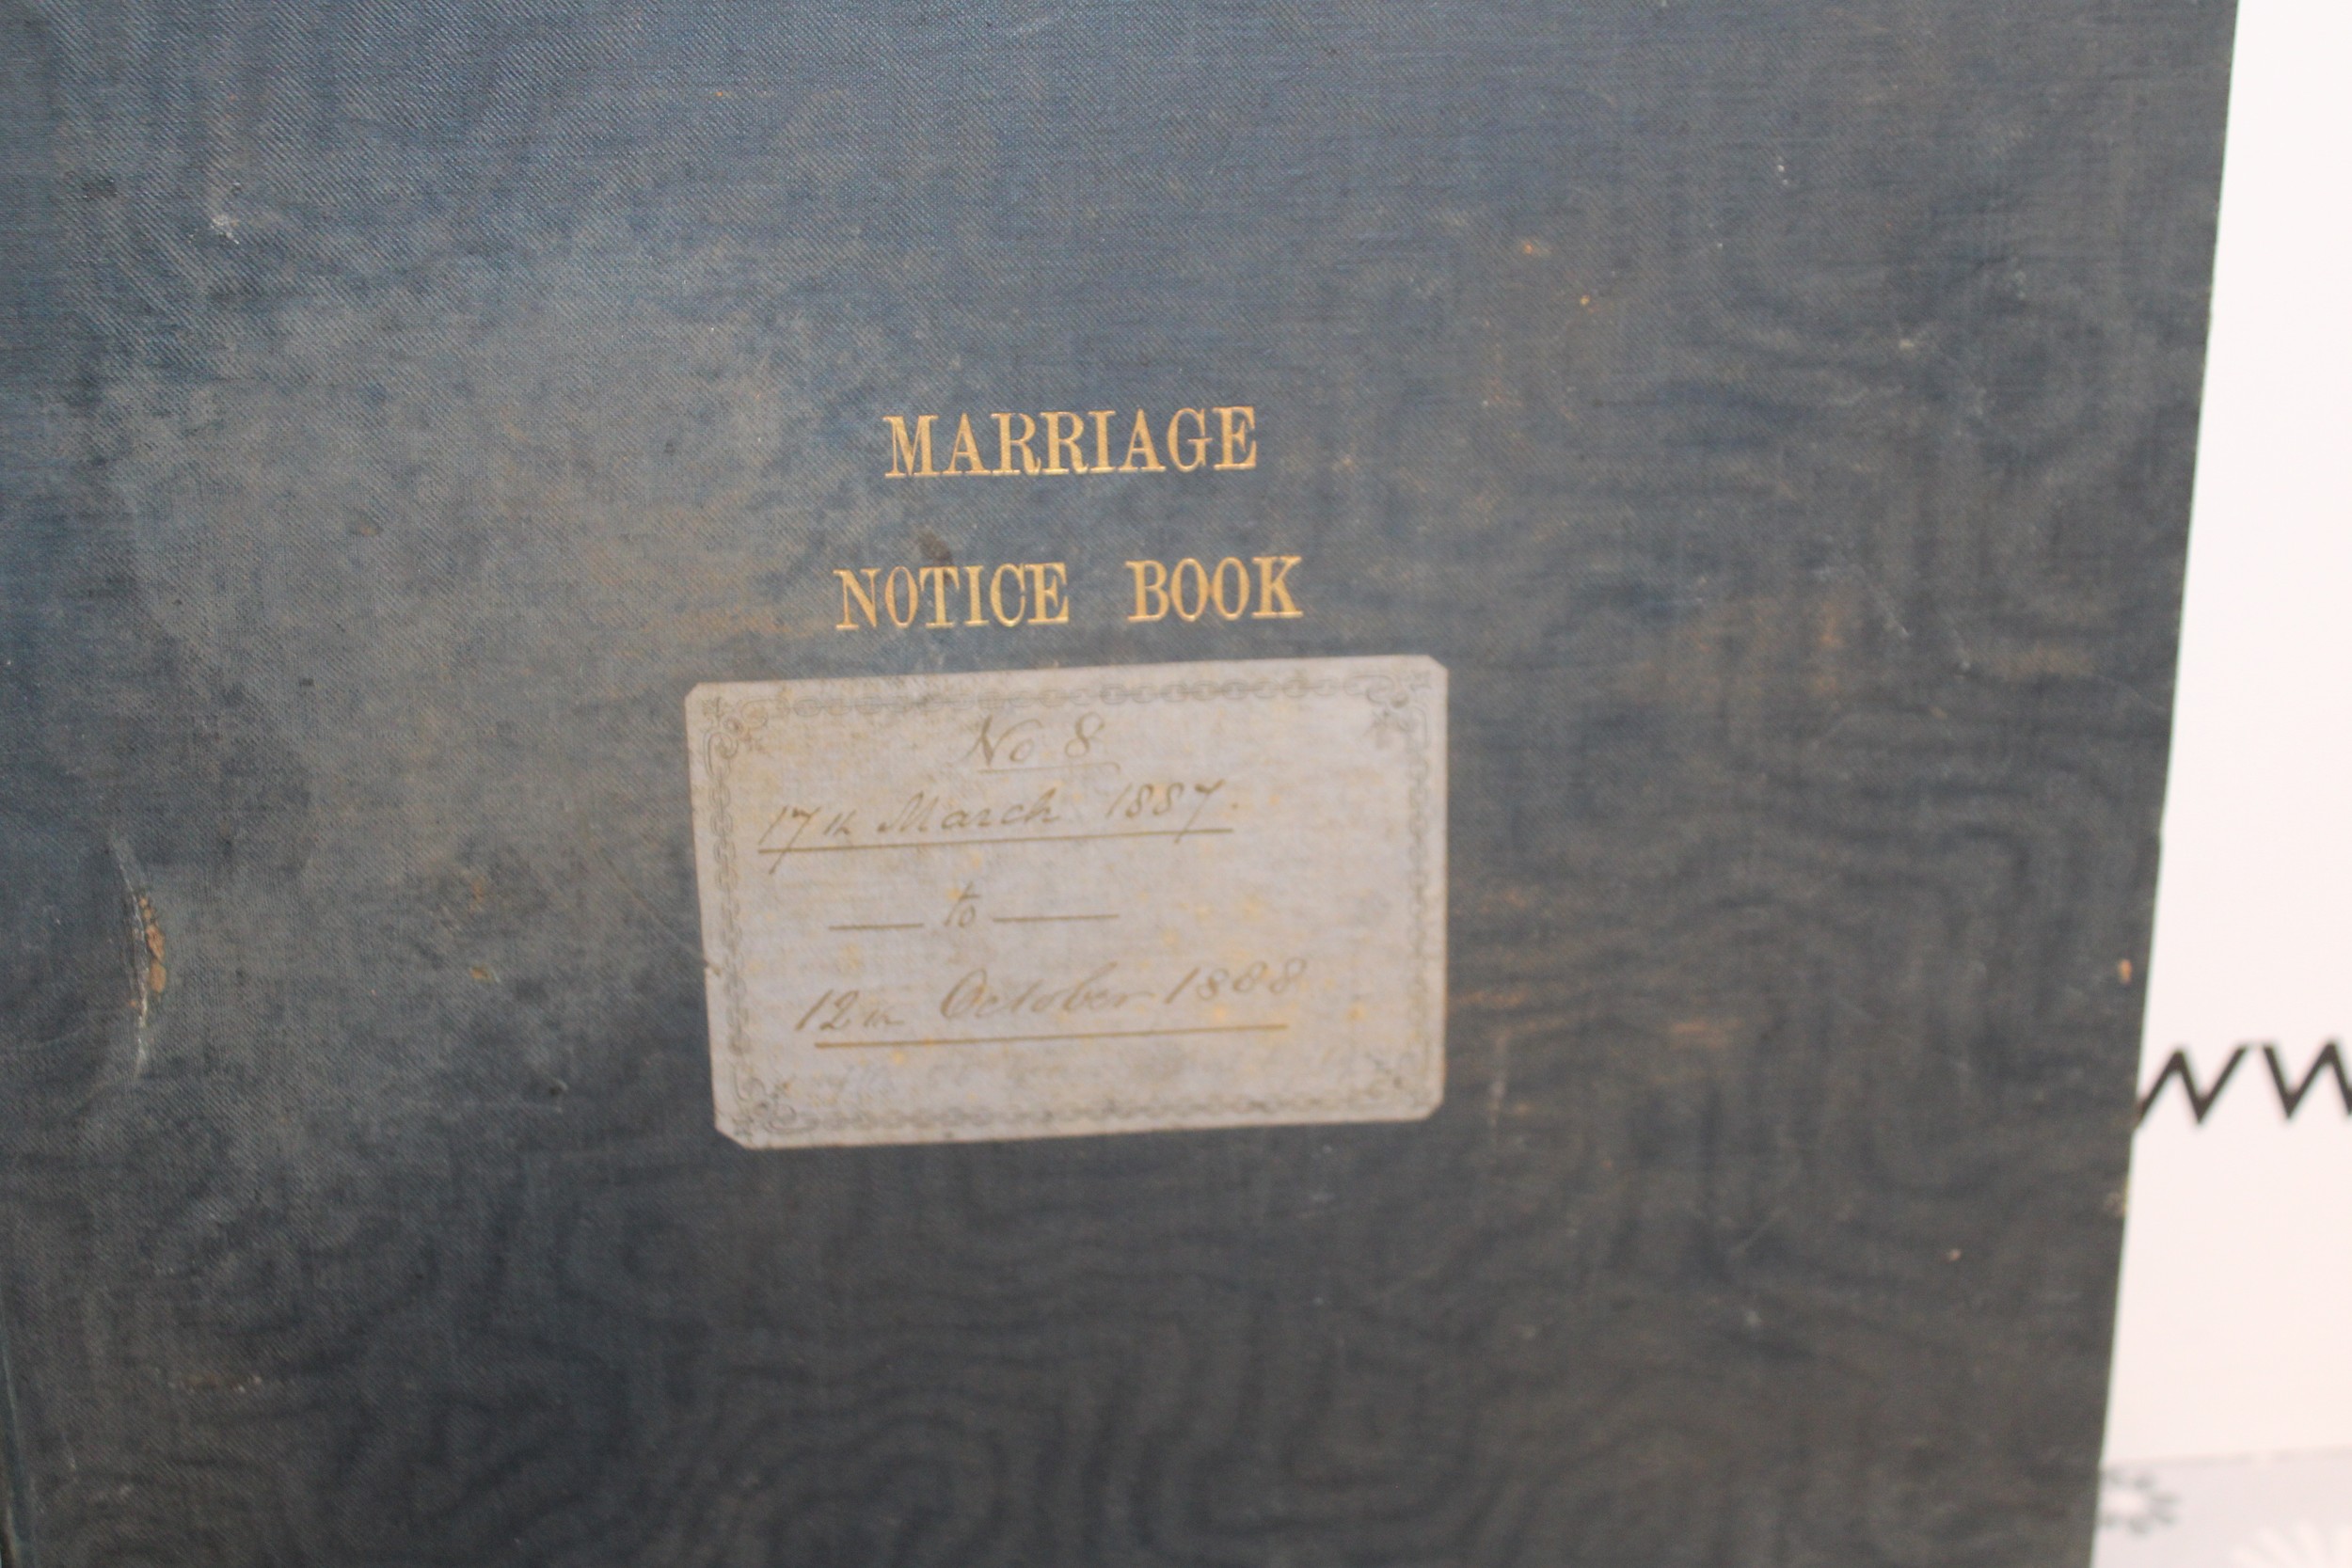 MARRIAGE
NOTICE BOOK
No 8
17th March 1887.
— to —
12th October 1888